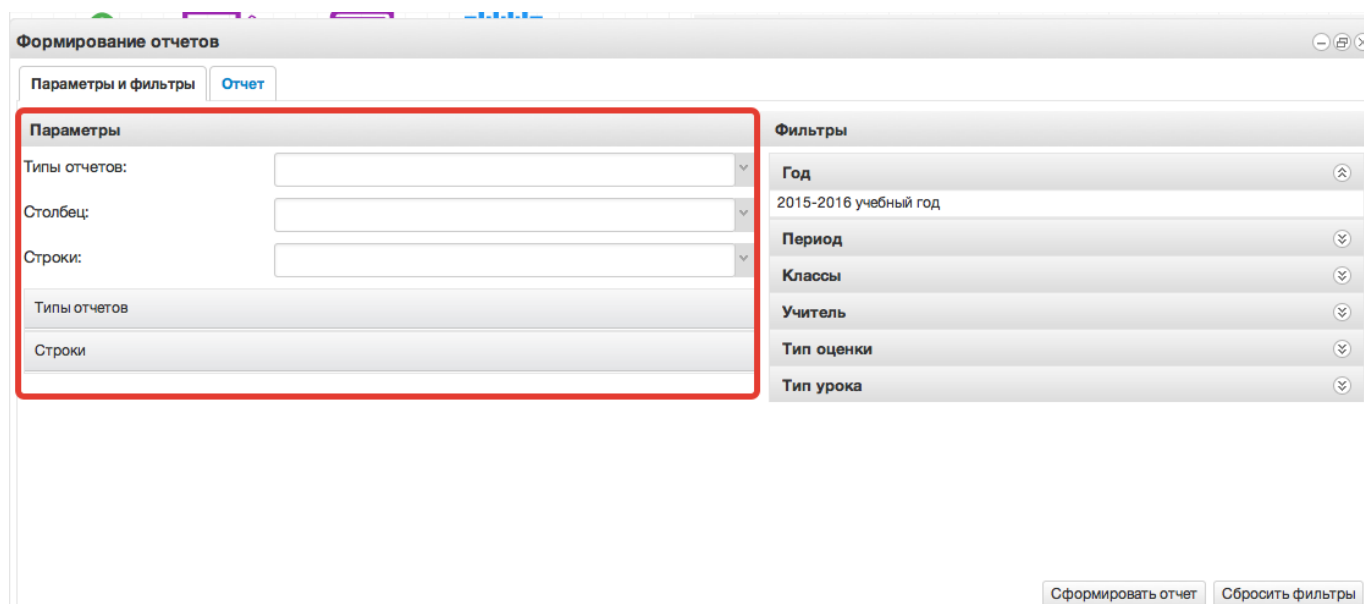 Формирование отчетов
Параметры и фильтры
Отчет
Параметры
Типы отчетов:
Столбец:
Строки:
Типы отчетов
Строки
Фильтры
Год
2015-2016 учебный год
Период
Классы
Учитель
Тип оценки
Тип урока
Сформировать отчет
Сбросить фильтры